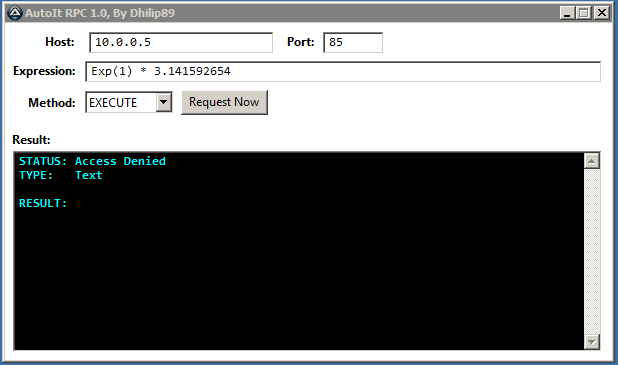 AutoIt RPC 1.0, By Dhilip89
Host: 10.0.0.5 Port: 85
Expression: Exp(1) * 3.141592654
Method: EXECUTE Request Now
Result:
STATUS: Access Denied
TYPE: Text
RESULT: